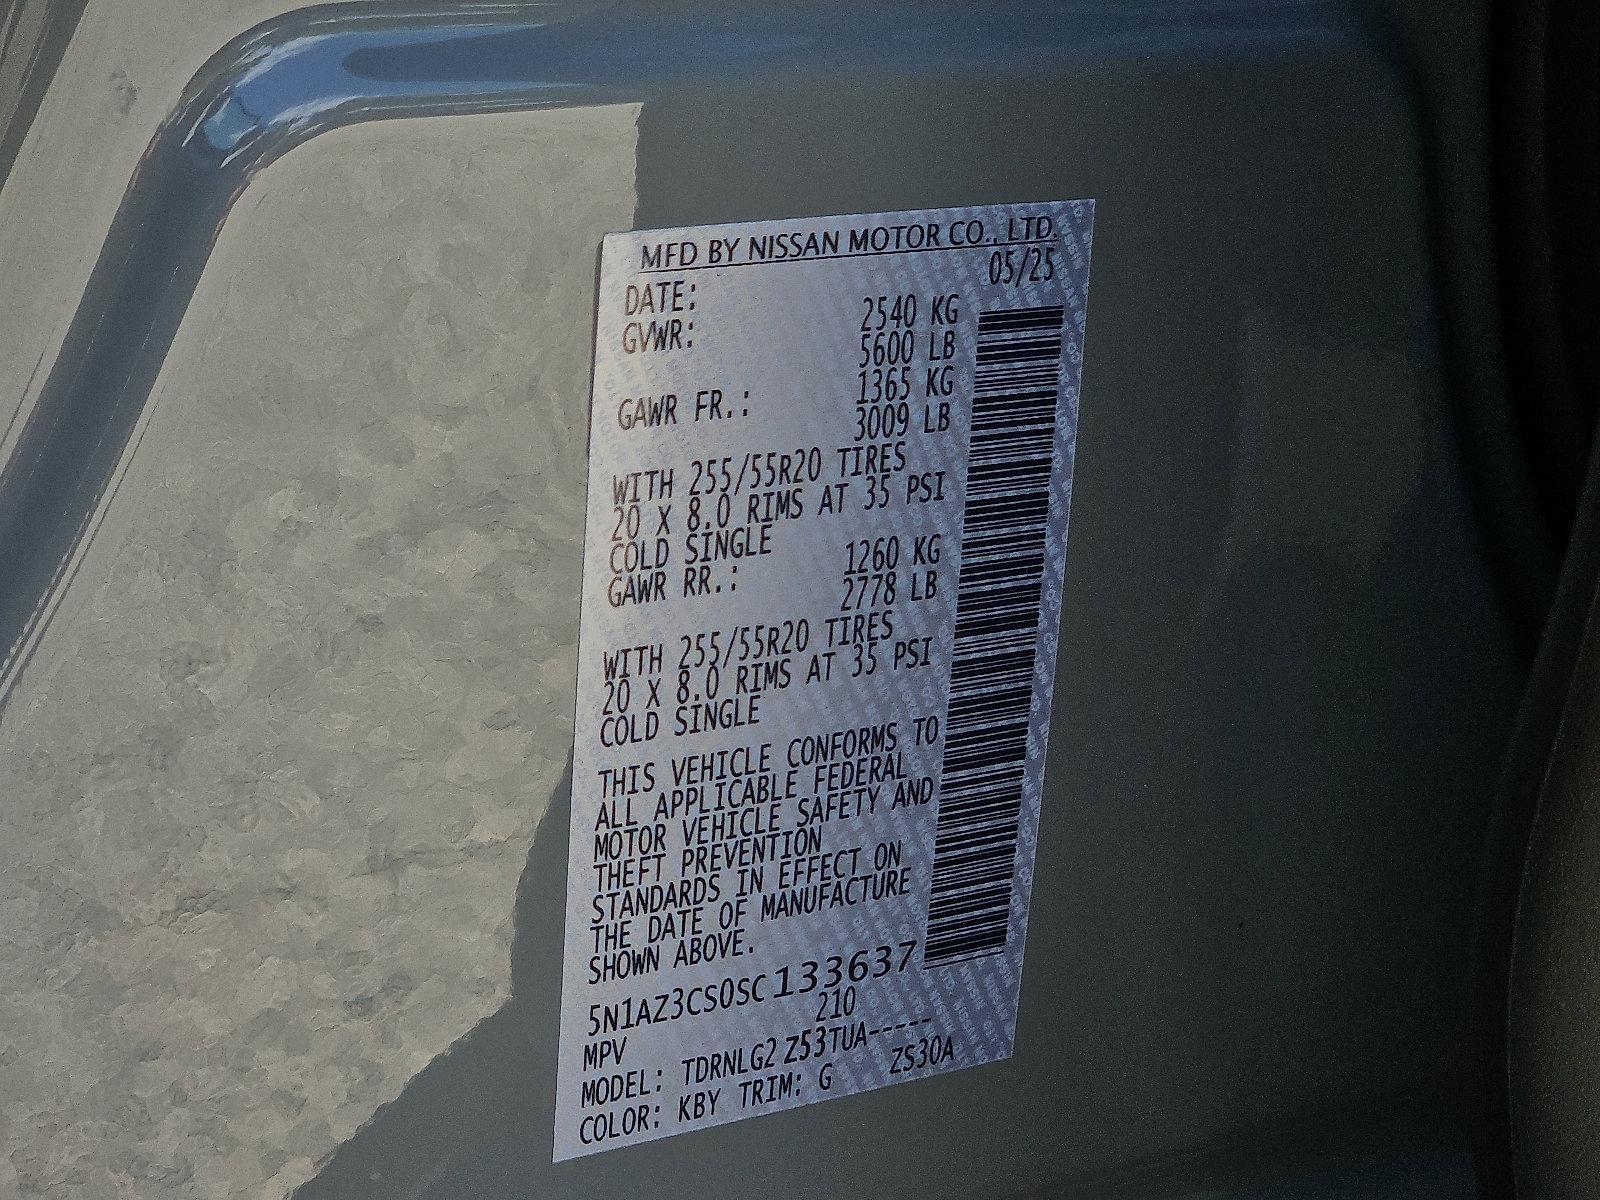 MFD BY NISSAN MOTOR CO., LTD.
DATE: 05/25
GVWR: 2540 KG
5600 LB
GAWR FR.: 1365 KG
3009 LB
WITH 255/55R20 TIRES
20 X 8.0 RIMS AT 35 PSI
COLD SINGLE
GAWR RR.: 1260 KG
2778 LB
WITH 255/55R20 TIRES
20 X 8.0 RIMS AT 35 PSI
COLD SINGLE
THIS VEHICLE CONFORMS TO
ALL APPLICABLE FEDERAL
MOTOR VEHICLE SAFETY AND
THEFT PREVENTION
STANDARDS IN EFFECT ON
THE DATE OF MANUFACTURE
SHOWN ABOVE.
5N1AZ3CS0SC133637
MPV 210
MODEL: TDRNLG2 Z53TUA-----
COLOR: KBY TRIM: G ZS30A